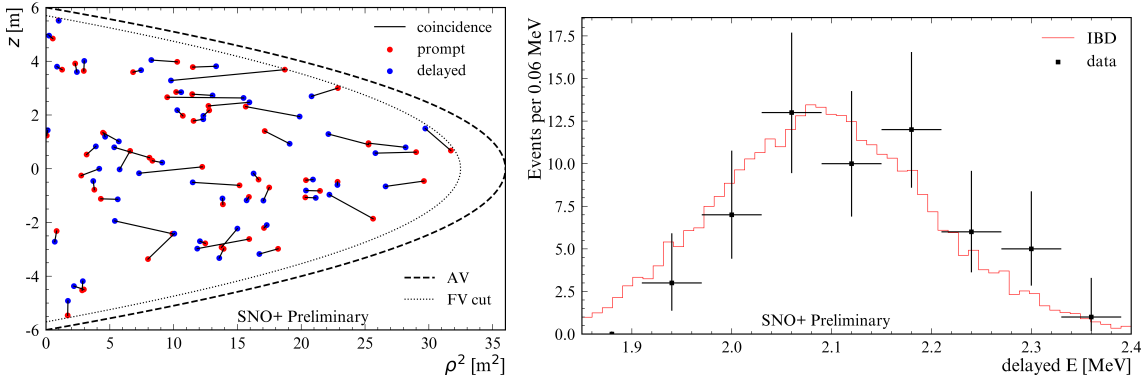 z [m]
6
4
2
0
-2
-4
-6
coincidence
prompt
delayed
AV
FV cut
SNO+ Preliminary
0 5 10 15 20 25 30 35
ρ² [m²]
Events per 0.06 MeV
17.5
15.0
12.5
10.0
7.5
5.0
2.5
0.0
IBD
data
SNO+ Preliminary
1.9 2.0 2.1 2.2 2.3 2.4
delayed E [MeV]